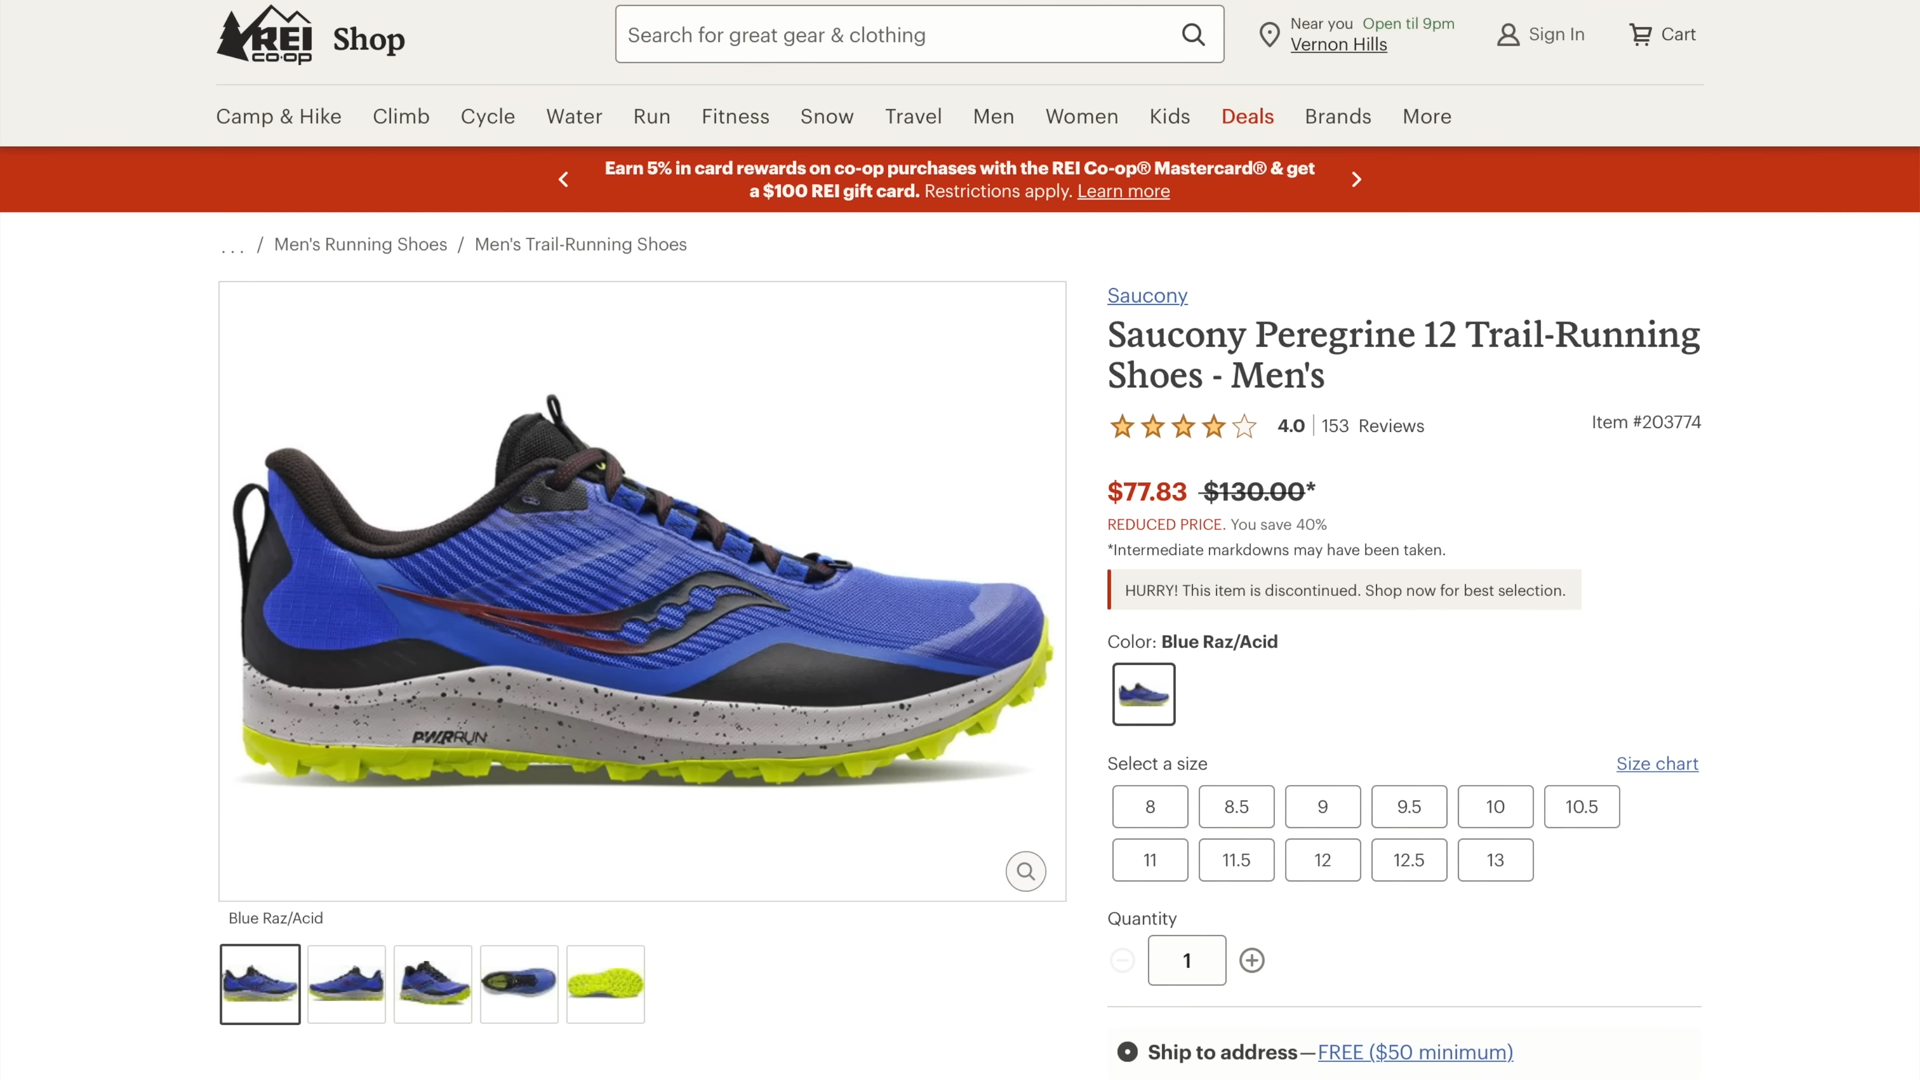 REI
CO·OP
Shop
Search for great gear & clothing
Near you Open til 9pm
Vernon Hills
Sign In
Cart
Camp & Hike Climb Cycle Water Run Fitness Snow Travel Men Women Kids Deals Brands More
Earn 5% in card rewards on co-op purchases with the REI Co-op® Mastercard® & get
a $100 REI gift card. Restrictions apply. Learn more
... / Men's Running Shoes / Men's Trail-Running Shoes
PWRRUN
Blue Raz/Acid
Saucony
Saucony Peregrine 12 Trail-Running
Shoes - Men's
4.0 153 Reviews
Item #203774
$77.83 $130.00*
REDUCED PRICE. You save 40%
*Intermediate markdowns may have been taken.
HURRY! This item is discontinued. Shop now for best selection.
Color: Blue Raz/Acid
Select a size
Size chart
8 8.5 9 9.5 10 10.5
11 11.5 12 12.5 13
Quantity
1
Ship to address—FREE ($50 minimum)